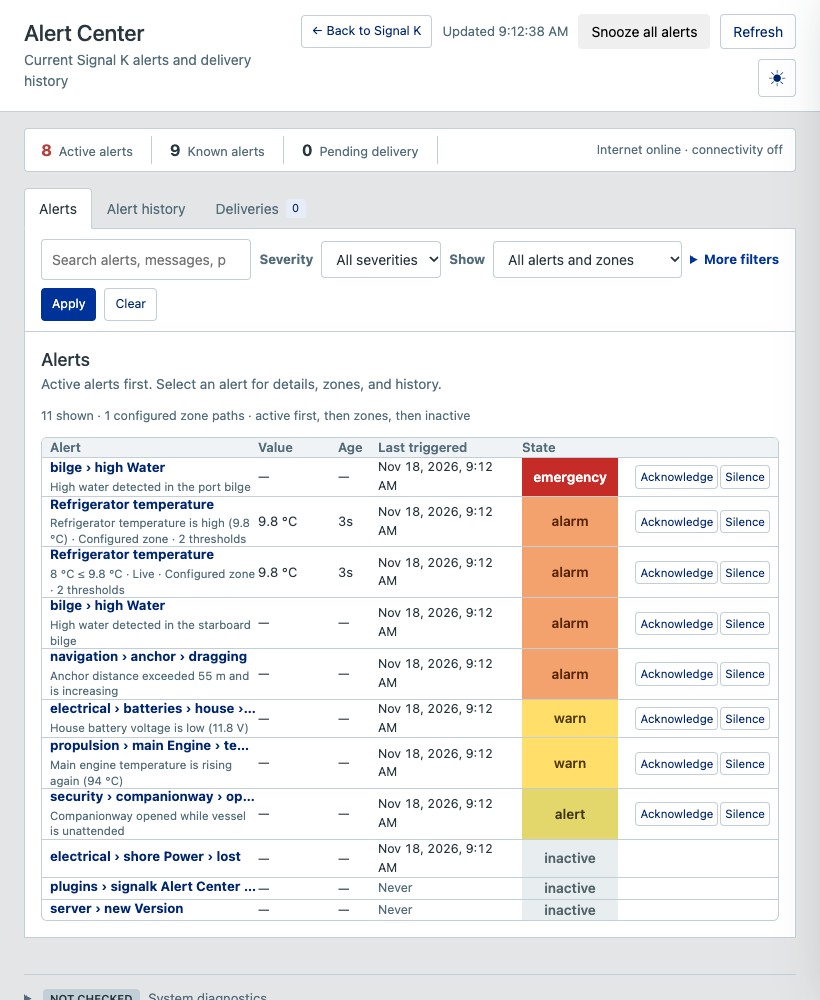 Alert Center
Current Signal K alerts and delivery
history
← Back to Signal K
Updated 9:12:38 AM
Snooze all alerts
Refresh
8 Active alerts
9 Known alerts
0 Pending delivery
Internet online · connectivity off
Alerts
Alert history
Deliveries 0
Search alerts, messages, p
Severity
All severities
Show
All alerts and zones
More filters
Apply
Clear
Alerts
Active alerts first. Select an alert for details, zones, and history.
11 shown · 1 configured zone paths · active first, then zones, then inactive
Alert Value Age Last triggered State
bilge › high Water
High water detected in the port bilge
— — Nov 18, 2026, 9:12
AM
emergency Acknowledge Silence
Refrigerator temperature
Refrigerator temperature is high (9.8
°C) · Configured zone · 2 thresholds
9.8 °C 3s Nov 18, 2026, 9:12
AM
alarm Acknowledge Silence
Refrigerator temperature
8 °C ≤ 9.8 °C · Live · Configured zone
· 2 thresholds
9.8 °C 3s Nov 18, 2026, 9:12
AM
alarm Acknowledge Silence
bilge › high Water
High water detected in the starboard
bilge
— — Nov 18, 2026, 9:12
AM
alarm Acknowledge Silence
navigation › anchor › dragging
Anchor distance exceeded 55 m and
is increasing
— — Nov 18, 2026, 9:12
AM
alarm Acknowledge Silence
electrical › batteries › house ›...
House battery voltage is low (11.8 V)
— — Nov 18, 2026, 9:12
AM
warn Acknowledge Silence
propulsion › main Engine › te...
Main engine temperature is rising
again (94 °C)
— — Nov 18, 2026, 9:12
AM
warn Acknowledge Silence
security › companionway › op...
Companionway opened while vessel
is unattended
— — Nov 18, 2026, 9:12
AM
alert Acknowledge Silence
electrical › shore Power › lost
— — Nov 18, 2026, 9:12
AM
inactive
plugins › signalk Alert Center ... — — Never inactive
server › new Version — — Never inactive
NOT CHECKED System diagnostics